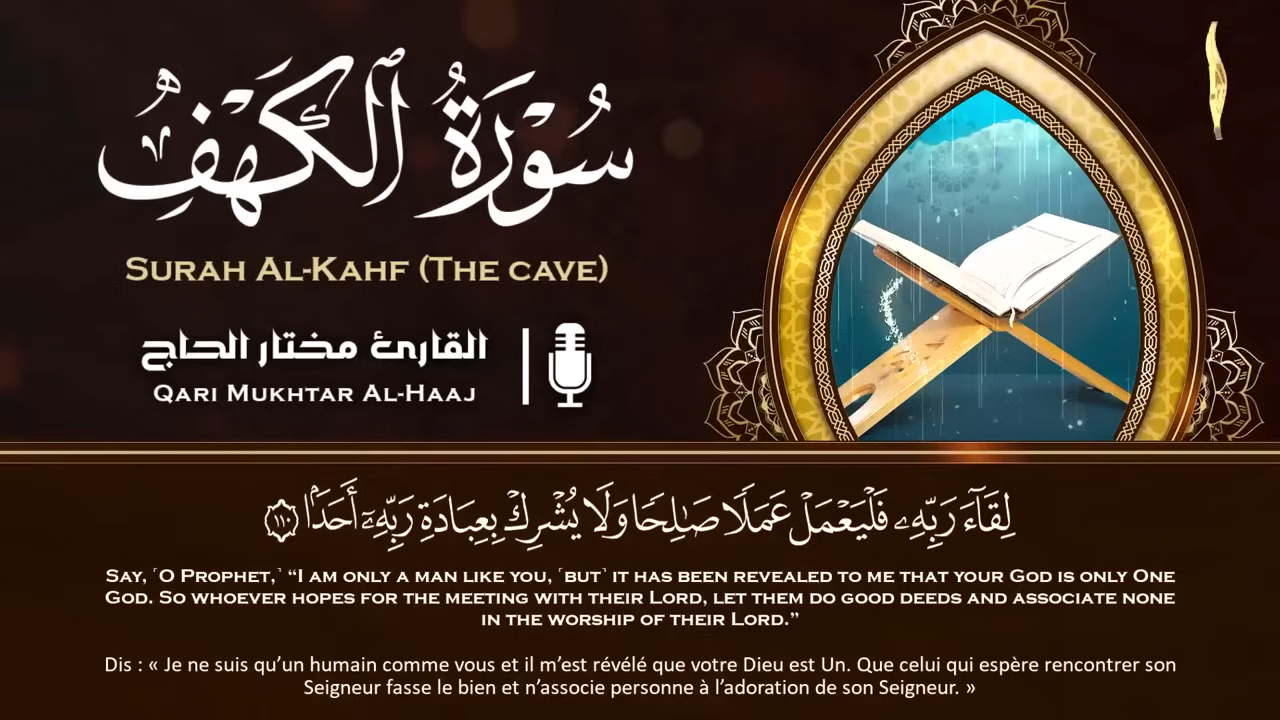 سُورَةُ ٱلْكَهْفِ
SURAH AL-KAHF (THE CAVE)
القارئ مختار الحاج
QARI MUKHTAR AL-HAAJ
لِقَآءَ رَبِّهِۦ فَلْيَعْمَلْ عَمَلًا صَـٰلِحًا وَلَا يُشْرِكْ بِعِبَادَةِ رَبِّهِۦٓ أَحَدًۢا ١١٠
SAY, ˹O PROPHET,˺ “I AM ONLY A MAN LIKE YOU, ˹BUT˺ IT HAS BEEN REVEALED TO ME THAT YOUR GOD IS ONLY ONE
GOD. SO WHOEVER HOPES FOR THE MEETING WITH THEIR LORD, LET THEM DO GOOD DEEDS AND ASSOCIATE NONE
IN THE WORSHIP OF THEIR LORD.”
Dis : « Je ne suis qu’un humain comme vous et il m’est révélé que votre Dieu est Un. Que celui qui espère rencontrer son
Seigneur fasse le bien et n’associe personne à l’adoration de son Seigneur. »